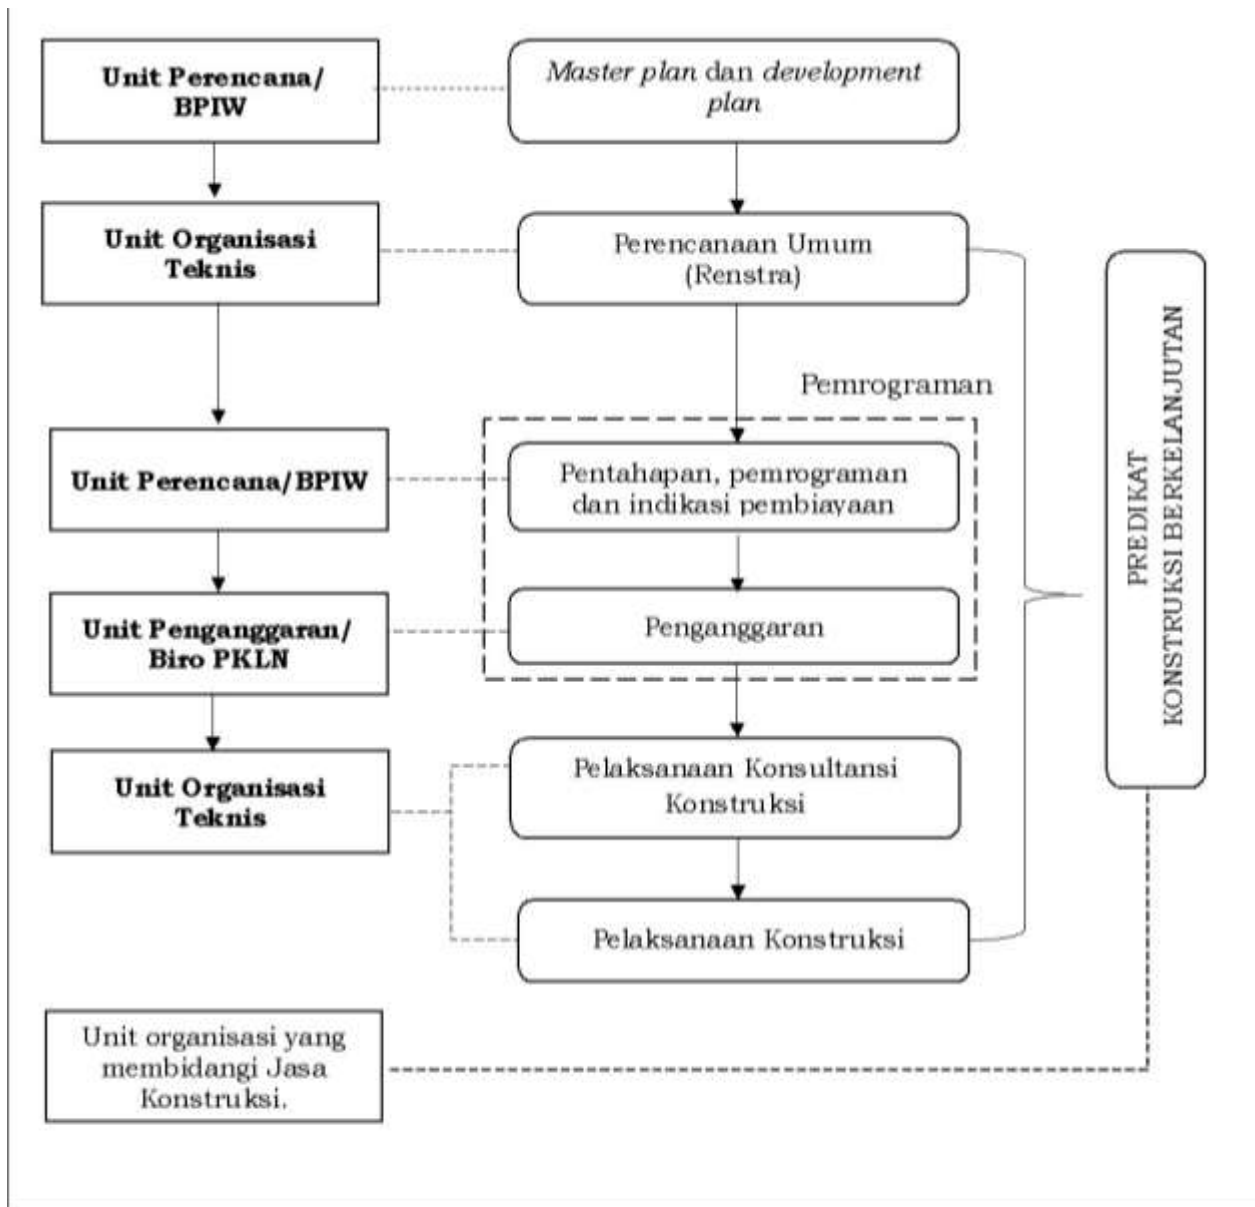 Unit Perencana/
BPIW
Master plan dan development
plan
Unit Organisasi
Teknis
Perencanaan Umum
(Renstra)
Pemrograman
Unit Perencana/BPIW
Pentahapan, pemrograman
dan indikasi pembiayaan
Unit Penganggaran/
Biro PKLN
Penganggaran
Unit Organisasi
Teknis
Pelaksanaan Konsultansi
Konstruksi
Pelaksanaan Konstruksi
PREDIKAT
KONSTRUKSI BERKELANJUTAN
Unit organisasi yang
membidangi Jasa
Konstruksi.